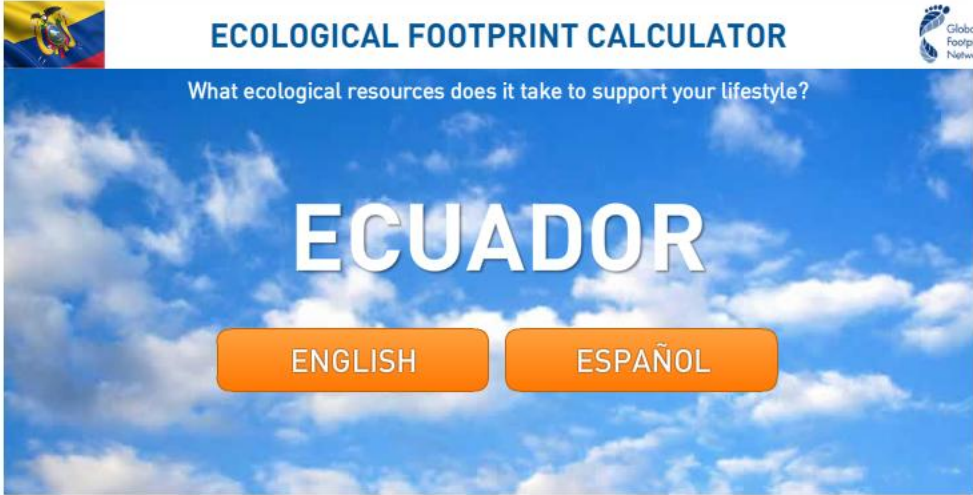 ECOLOGICAL FOOTPRINT CALCULATOR
What ecological resources does it take to support your lifestyle?
ECUADOR
ENGLISH
ESPAÑOL